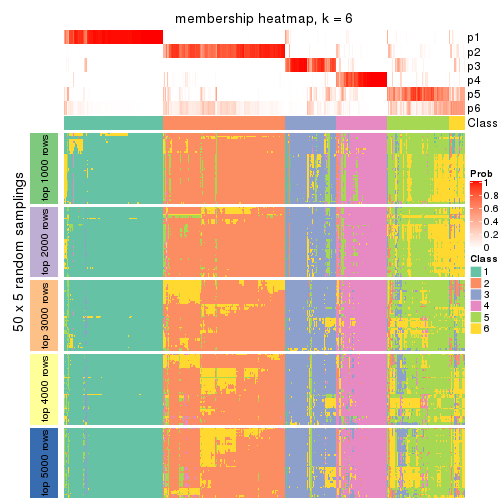 membership heatmap, k = 6
p1
p2
p3
p4
p5
p6
Class
50 x 5 random samplings
top 1000 rows
top 2000 rows
top 3000 rows
top 4000 rows
top 5000 rows
Prob
1
0.8
0.6
0.4
0.2
0
Class
1
2
3
4
5
6